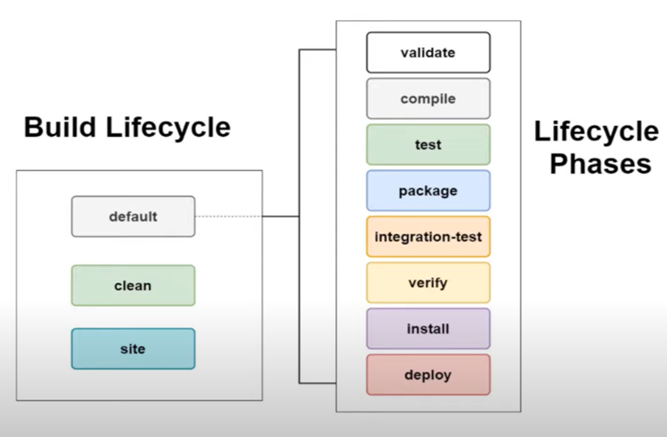 Build Lifecycle
default
clean
site
validate
compile
test
package
integration-test
verify
install
deploy
Lifecycle
Phases